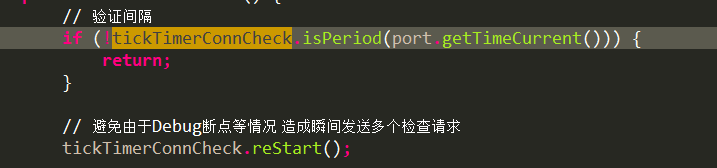 () {
// 验证间隔
if (!tickTimerConnCheck.isPeriod(port.getTimeCurrent())) {
return;
}
// 避免由于Debug断点等情况 造成瞬间发送多个检查请求
tickTimerConnCheck.reStart();